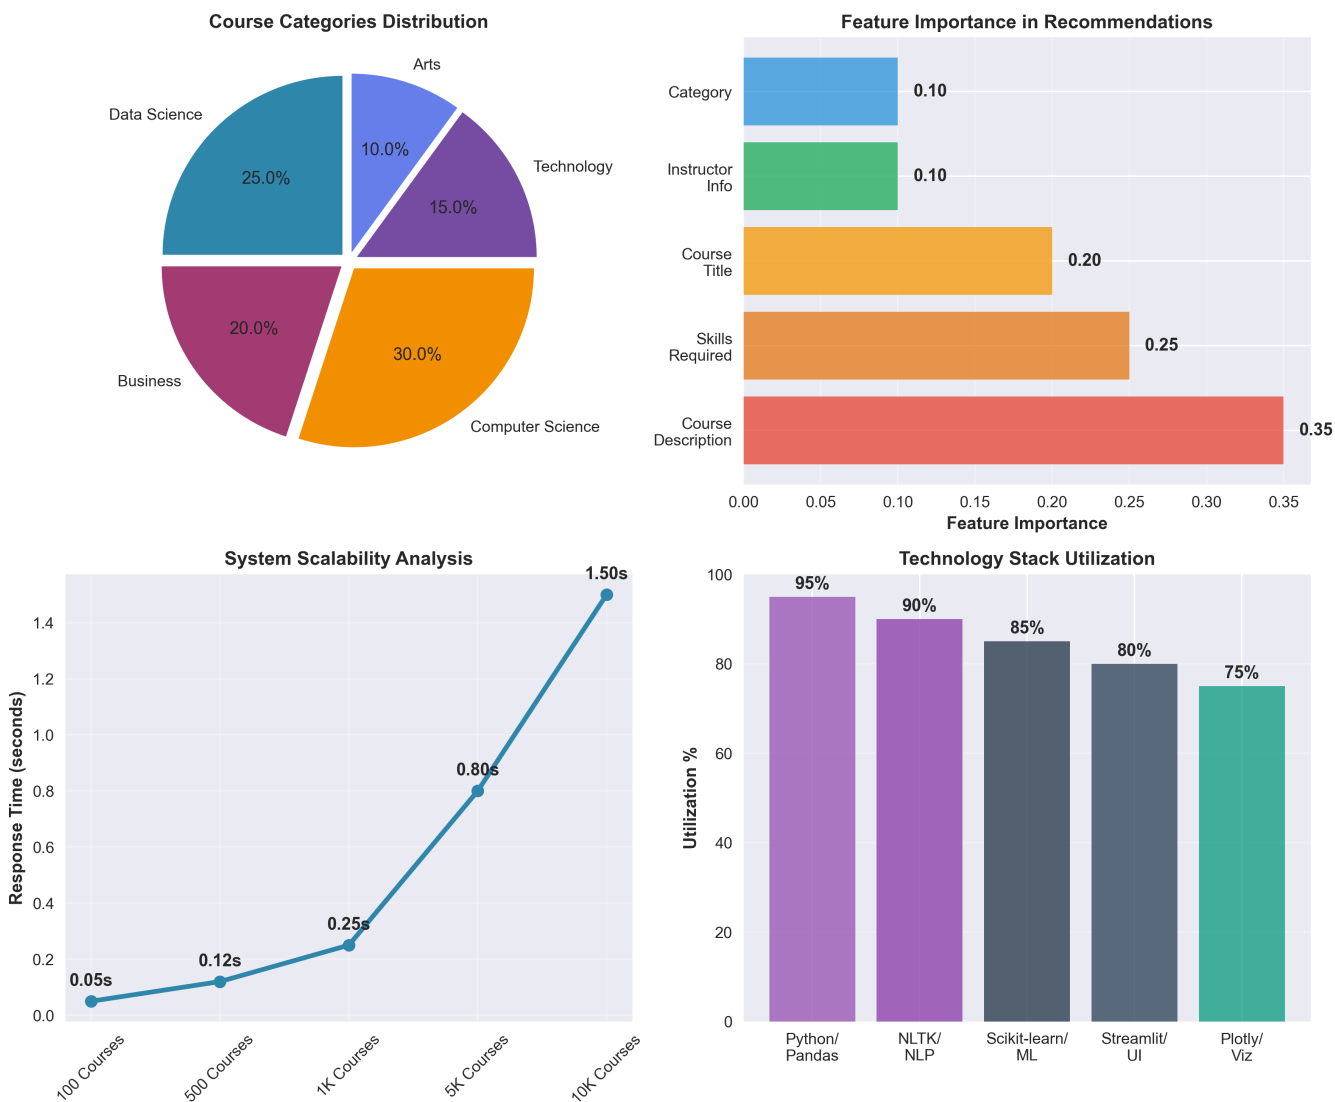 Course Categories Distribution
Arts
Data Science
10.0%
Technology
25.0%
15.0%
20.0%
30.0%
Business
Computer Science
Feature Importance in Recommendations
Category
0.10
Instructor
Info
0.10
Course
Title
0.20
Skills
Required
0.25
Course
Description
0.35
0.00 0.05 0.10 0.15 0.20 0.25 0.30 0.35
Feature Importance
System Scalability Analysis
Response Time (seconds)
1.4
1.2
1.0
0.8
0.6
0.4
0.2
0.0
0.05s
0.12s
0.25s
0.80s
1.50s
100 Courses
500 Courses
1K Courses
5K Courses
10K Courses
Technology Stack Utilization
Utilization %
100
80
60
40
20
0
95%
90%
85%
80%
75%
Python/
Pandas
NLTK/
NLP
Scikit-learn/
ML
Streamlit/
UI
Plotly/
Viz